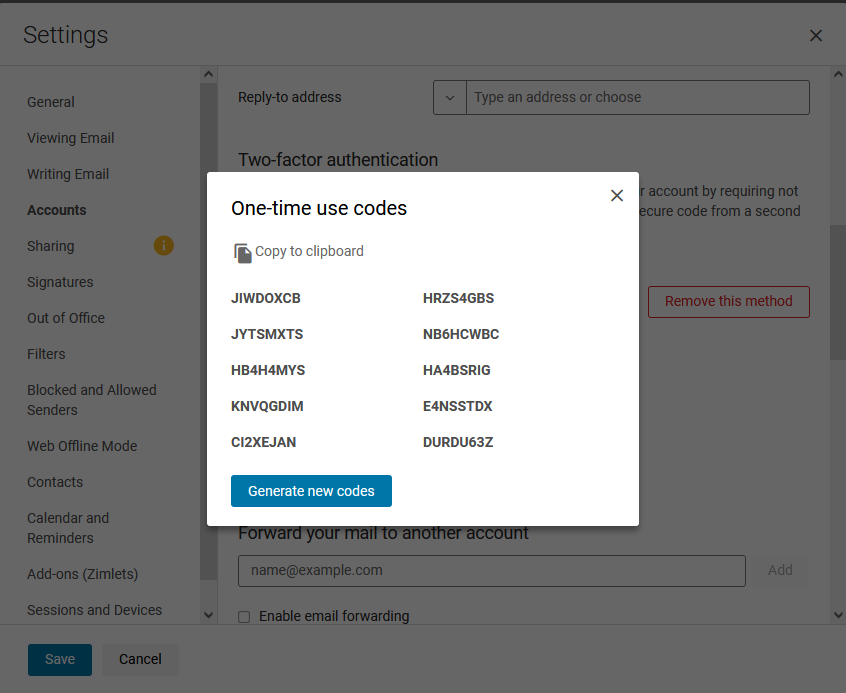 Settings
General
Viewing Email
Writing Email
Accounts
Sharing
Signatures
Out of Office
Filters
Blocked and Allowed
Senders
Web Offline Mode
Contacts
Calendar and
Reminders
Add-ons (Zimlets)
Sessions and Devices
Reply-to address
Type an address or choose
Two-factor authentication
account by requiring not
ecure code from a second
Remove this method
One-time use codes
Copy to clipboard
JIWDOXCB HRZS4GBS
JYTSMXTS NB6HCWBC
HB4H4MYS HA4BSRIG
KNVQGDIM E4NSSTDX
CI2XEJAN DURDU63Z
Generate new codes
Forward your mail to another account
name@example.com Add
Enable email forwarding
Save Cancel